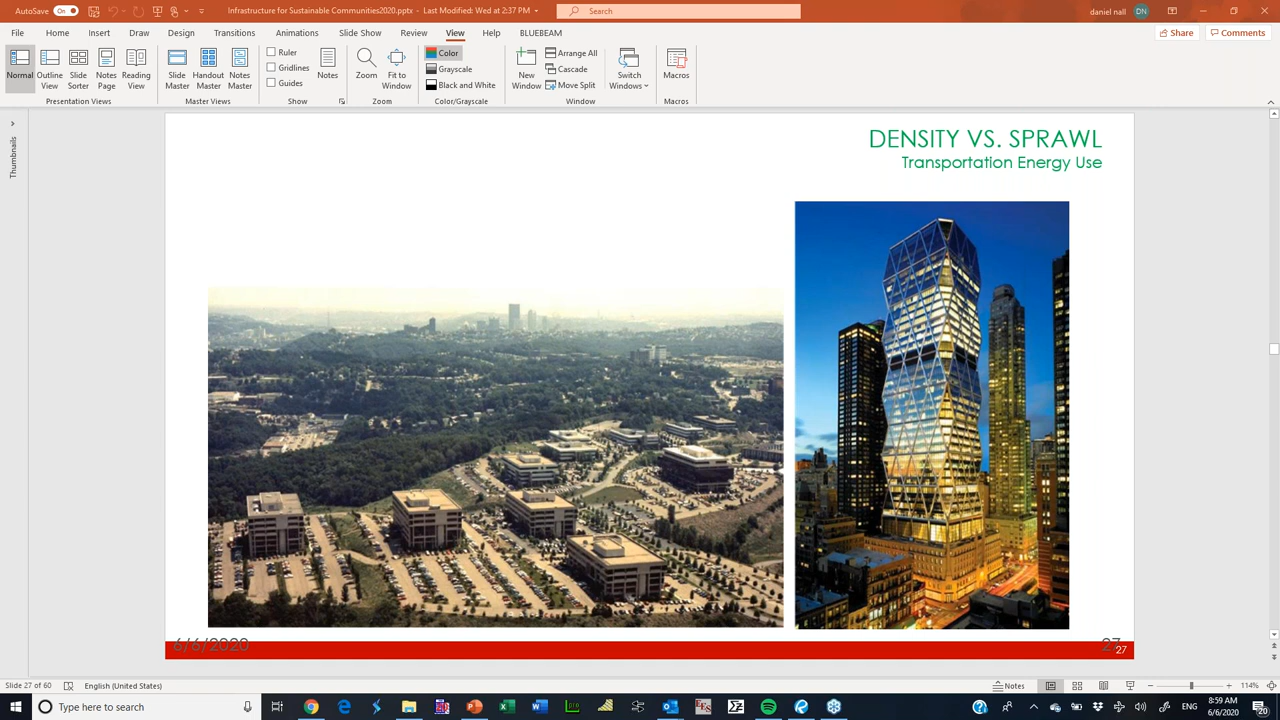 AutoSave On Infrastructure for Sustainable Communities2020.pptx - Last Modified: Wed at 2:37 PM Search daniel nall DN
File Home Insert Draw Design Transitions Animations Slide Show Review View Help BLUEBEAM Share Comments
Normal Outline View Slide Sorter Notes Page Reading View
Presentation Views
Slide Master Handout Master Notes Master
Master Views
Ruler
Gridlines
Guides
Notes
Show
Zoom Fit to Window
Zoom
Color
Grayscale
Black and White
Color/Grayscale
New Window
Arrange All
Cascade
Move Split
Switch Windows
Window
Macros
Macros
Thumbnails
DENSITY VS. SPRAWL
Transportation Energy Use
6/6/2020 27 27
Slide 27 of 60 English (United States) Notes 114%
Type here to search
8:59 AM
6/6/2020
20